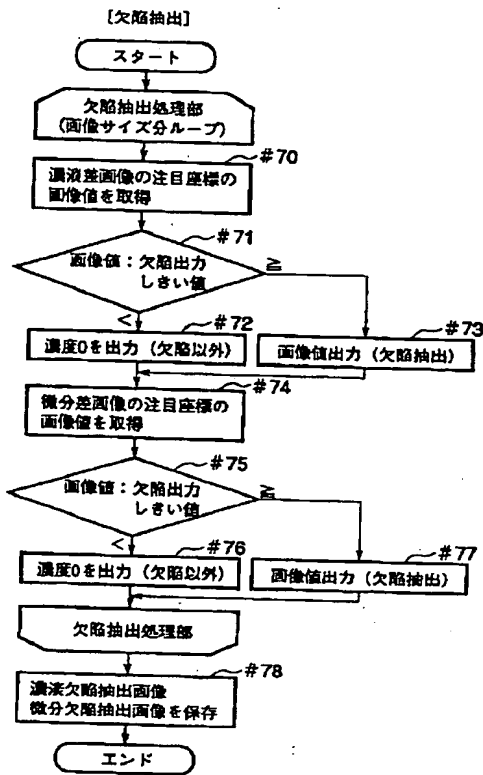 [欠陥抽出]
スタート
欠陥抽出処理部
(画像サイズ分ループ)
#70
濃淡差画像の注目座標の
画像値を取得
#71
画像値：欠陥出力
しきい値
≧
<
#72
濃度0を出力（欠陥以外）
#73
画像値出力（欠陥抽出）
#74
微分差画像の注目座標の
画像値を取得
#75
画像値：欠陥出力
しきい値
≧
<
#76
濃度0を出力（欠陥以外）
#77
画像値出力（欠陥抽出）
欠陥抽出処理部
#78
濃淡欠陥抽出画像
微分欠陥抽出画像を保存
エンド